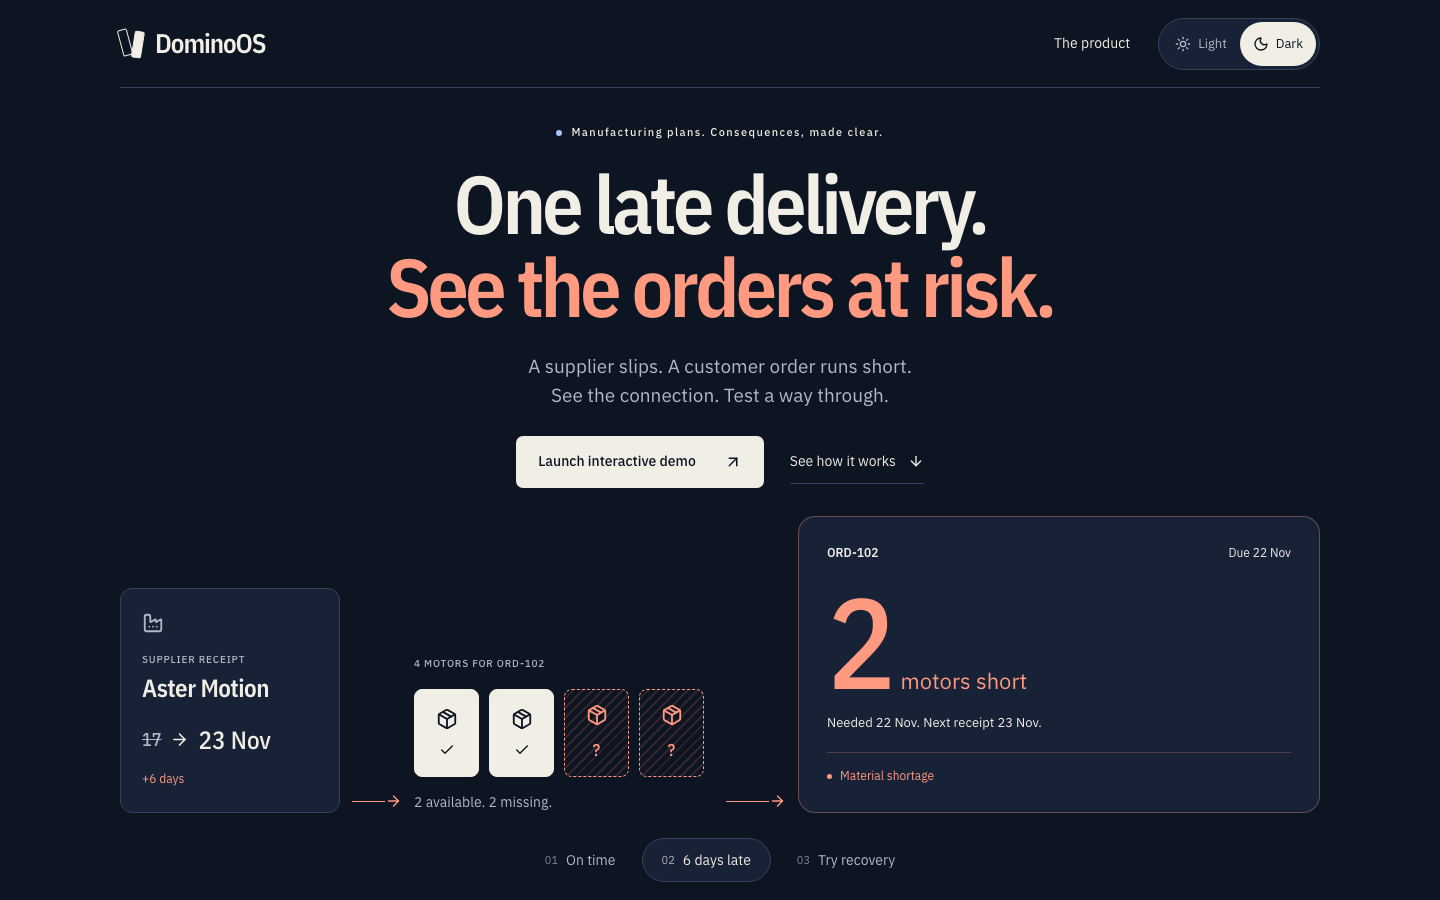 DominoOS
The product
Light
Dark
Manufacturing plans. Consequences, made clear.
One late delivery.
See the orders at risk.
A supplier slips. A customer order runs short.
See the connection. Test a way through.
Launch interactive demo
See how it works
SUPPLIER RECEIPT
Aster Motion
17 → 23 Nov
+6 days
4 MOTORS FOR ORD-102
? ?
2 available. 2 missing.
ORD-102
Due 22 Nov
2 motors short
Needed 22 Nov. Next receipt 23 Nov.
Material shortage
01 On time
02 6 days late
03 Try recovery